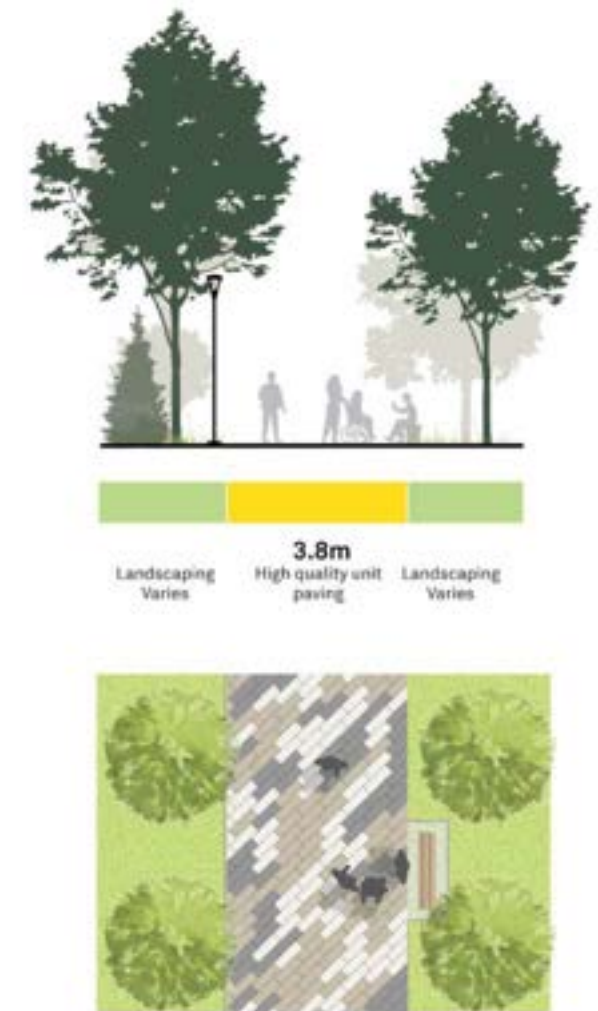 3.8m
High quality unit
paving
Landscaping
Varies
Landscaping
Varies